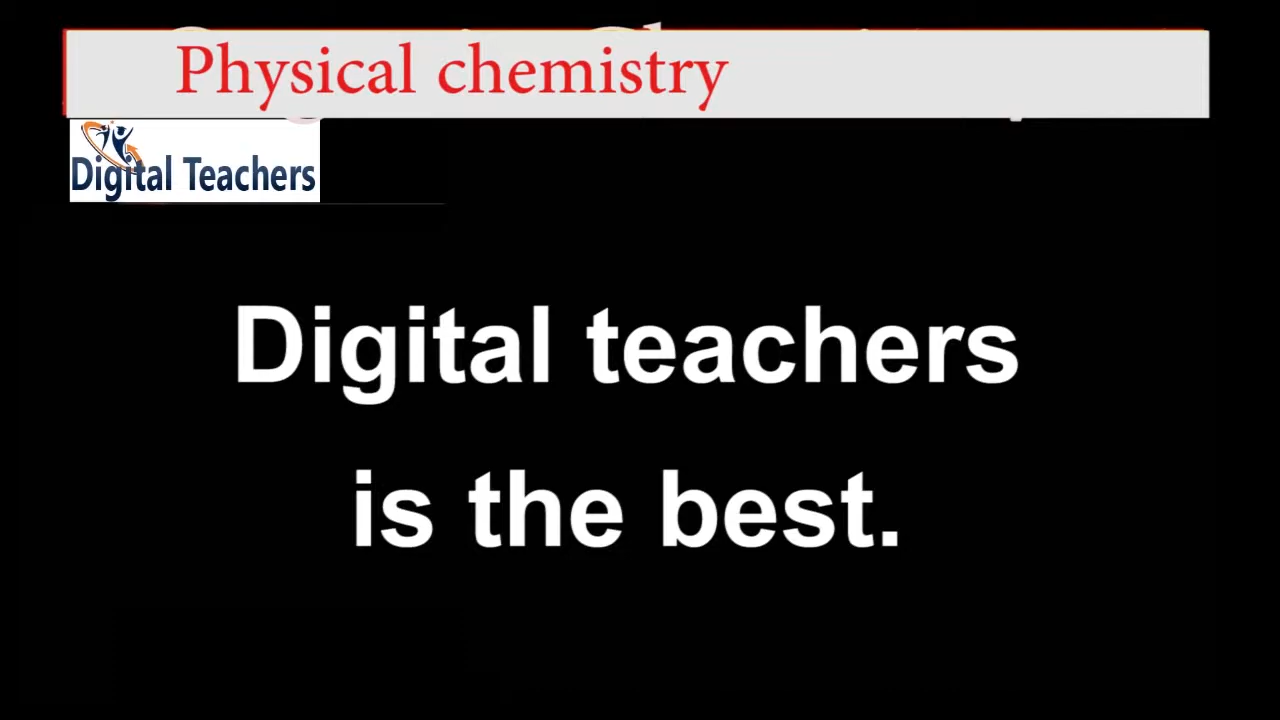 Physical chemistry
Digital Teachers
Digital teachers
is the best.